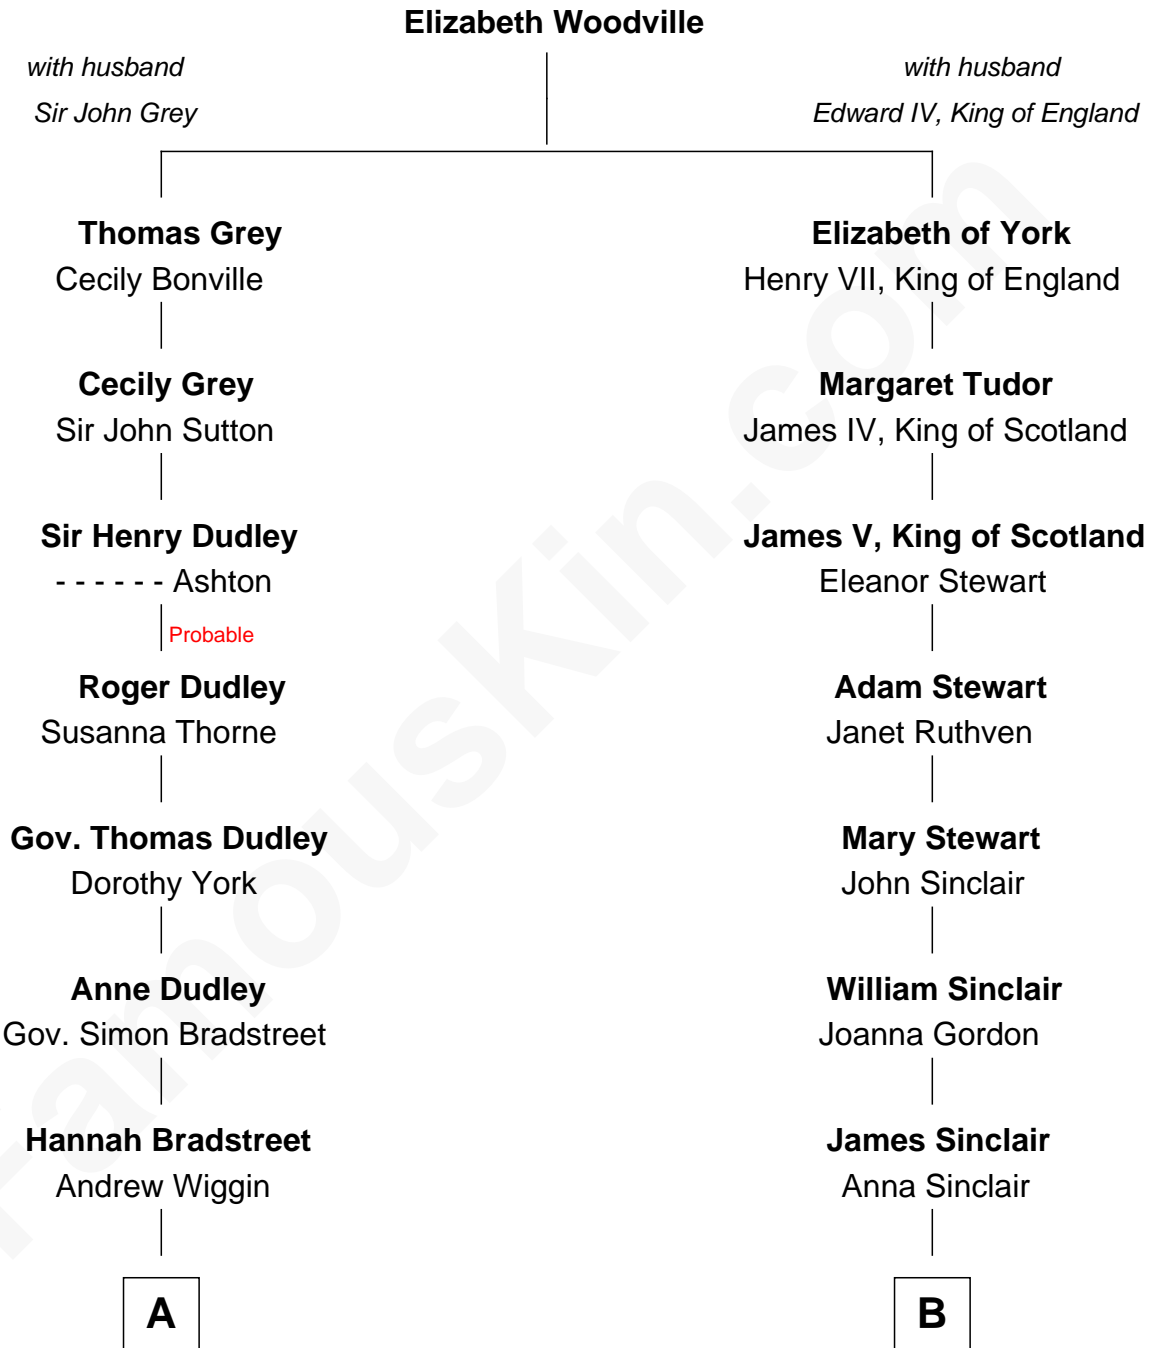 Elizabeth Woodville
with husband
Sir John Grey
with husband
Edward IV, King of England
Thomas Grey
Cecily Bonville
Elizabeth of York
Henry VII, King of England
Cecily Grey
Sir John Sutton
Margaret Tudor
James IV, King of Scotland
Sir Henry Dudley
- - - - - - Ashton
James V, King of Scotland
Eleanor Stewart
Probable
Roger Dudley
Susanna Thorne
Adam Stewart
Janet Ruthven
Gov. Thomas Dudley
Dorothy York
Mary Stewart
John Sinclair
Anne Dudley
Gov. Simon Bradstreet
William Sinclair
Joanna Gordon
Hannah Bradstreet
Andrew Wiggin
James Sinclair
Anna Sinclair
A
B
FamousKin.com